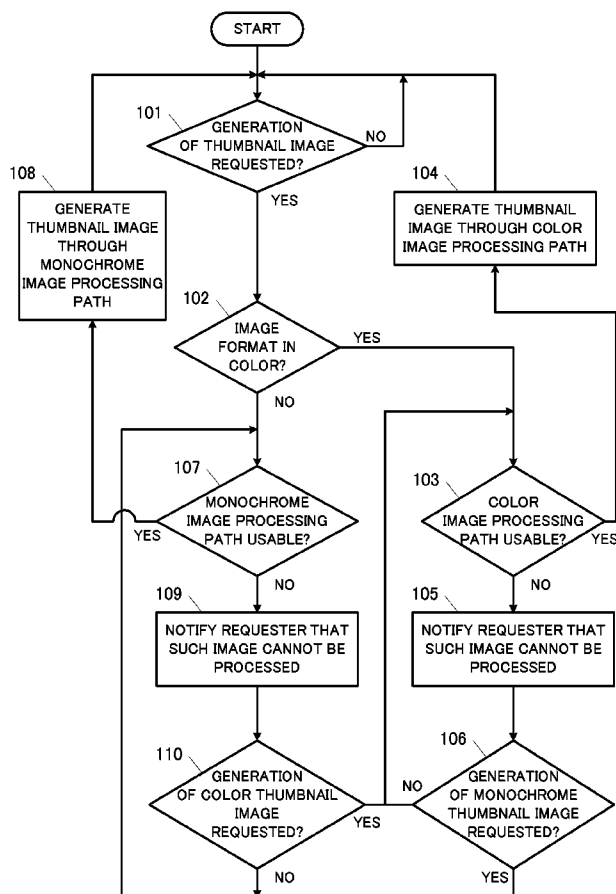 START
101
GENERATION
OF THUMBNAIL IMAGE
REQUESTED?
NO
YES
108
GENERATE
THUMBNAIL IMAGE
THROUGH
MONOCHROME
IMAGE PROCESSING
PATH
104
GENERATE THUMBNAIL
IMAGE THROUGH COLOR
IMAGE PROCESSING PATH
102
IMAGE
FORMAT IN
COLOR?
YES
NO
107
MONOCHROME
IMAGE PROCESSING
PATH USABLE?
YES
NO
103
COLOR
IMAGE PROCESSING
PATH USABLE?
YES
NO
109
NOTIFY REQUESTER THAT
SUCH IMAGE CANNOT BE
PROCESSED
105
NOTIFY REQUESTER THAT
SUCH IMAGE CANNOT BE
PROCESSED
110
GENERATION
OF COLOR THUMBNAIL
IMAGE
REQUESTED?
YES
NO
106
GENERATION
OF MONOCHROME
THUMBNAIL IMAGE
REQUESTED?
NO
YES